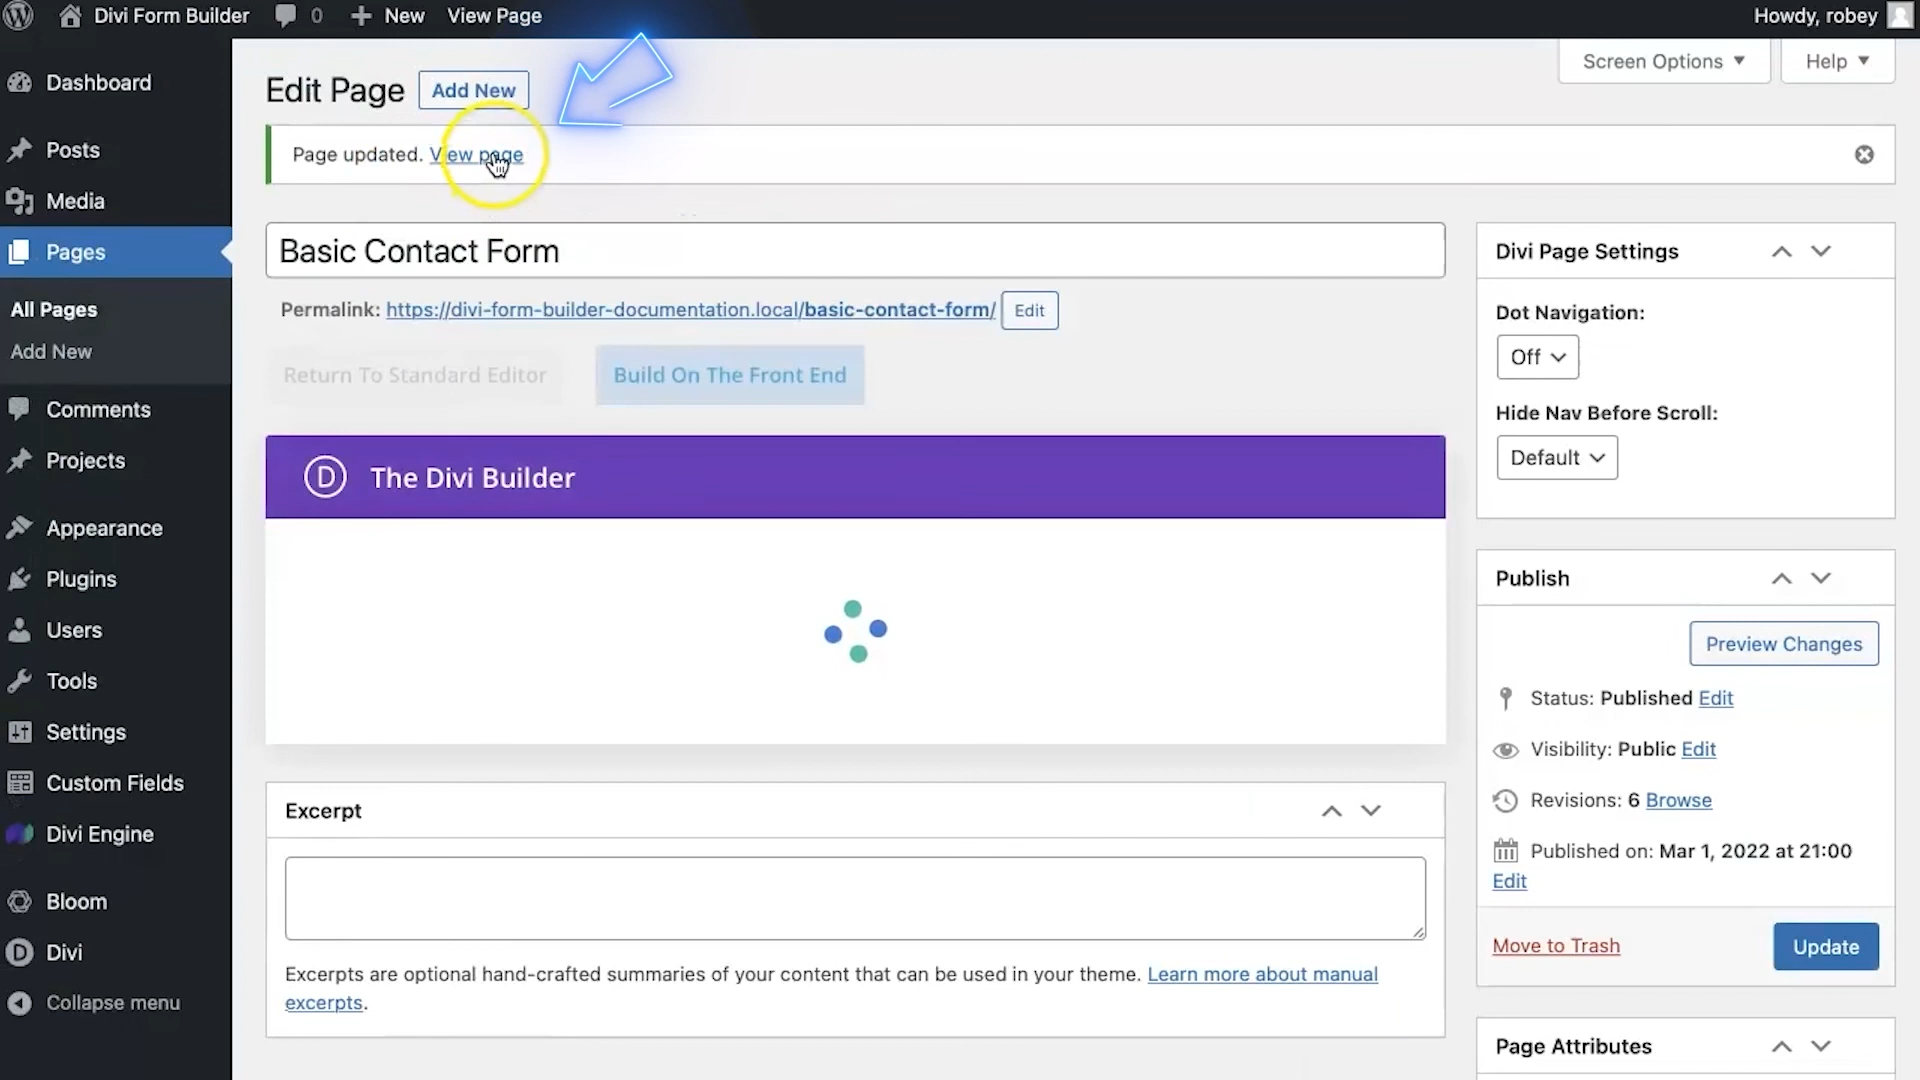 Divi Form Builder
0
New
View Page
Howdy, robey
Dashboard
Posts
Media
Pages
All Pages
Add New
Comments
Projects
Appearance
Plugins
Users
Tools
Settings
Custom Fields
Divi Engine
Bloom
D Divi
Collapse menu
Screen Options
Help
Edit Page
Add New
Page updated. View page
Basic Contact Form
Permalink: https://divi-form-builder-documentation.local/basic-contact-form/
Edit
Return To Standard Editor
Build On The Front End
D The Divi Builder
Excerpt
Excerpts are optional hand-crafted summaries of your content that can be used in your theme. Learn more about manual
excerpts.
Divi Page Settings
Dot Navigation:
Off
Hide Nav Before Scroll:
Default
Publish
Preview Changes
Status: Published Edit
Visibility: Public Edit
Revisions: 6 Browse
Published on: Mar 1, 2022 at 21:00
Edit
Move to Trash
Update
Page Attributes